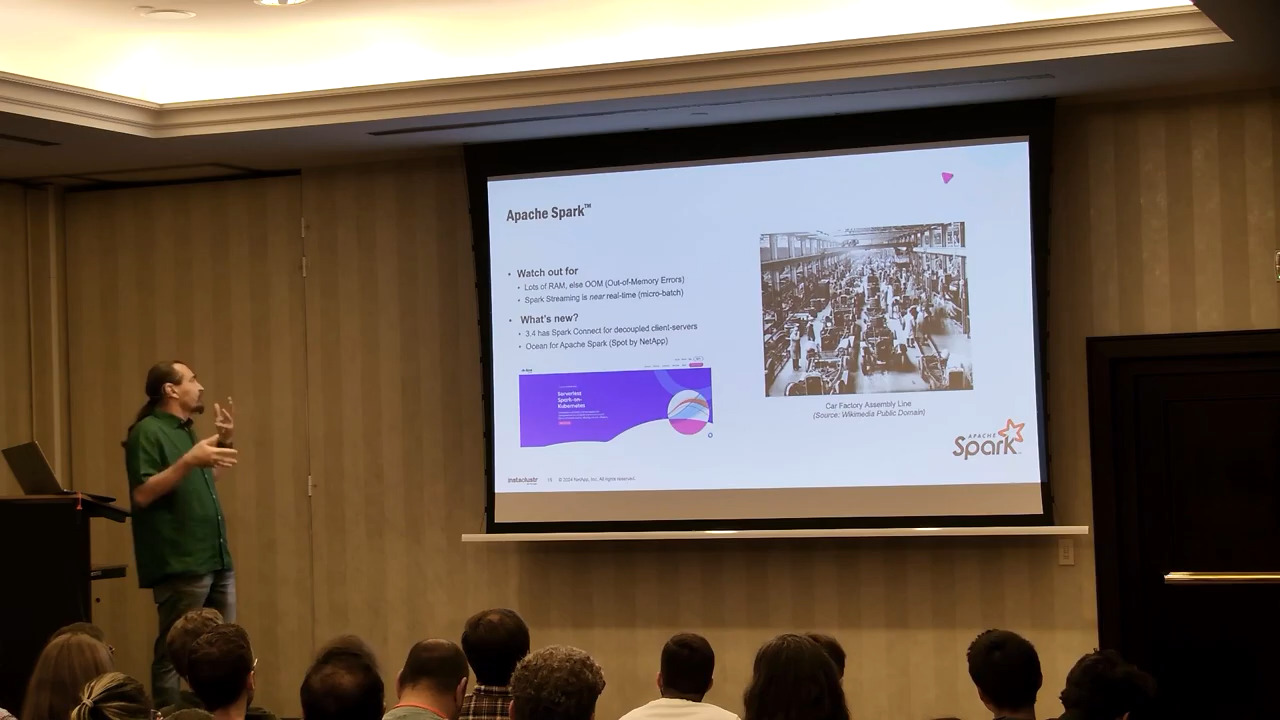 Apache Spark™
• Watch out for
• Lots of RAM, else OOM (Out-of-Memory Errors)
• Spark Streaming is near real-time (micro-batch)
• What's new?
• 3.4 has Spark Connect for decoupled client-servers
• Ocean for Apache Spark (Spot by NetApp)
Serverless
Spark-on-
Kubernetes
Car Factory Assembly Line
(Source: Wikimedia Public Domain)
APACHE
Spark
instaclustr
© 2024 NetApp, Inc. All rights reserved.